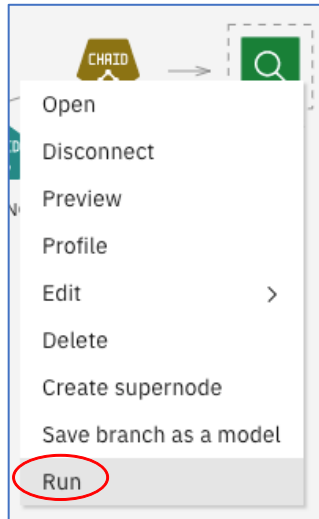 CHAID
Open
Disconnect
Preview
Profile
Edit
Delete
Create supernode
Save branch as a model
Run